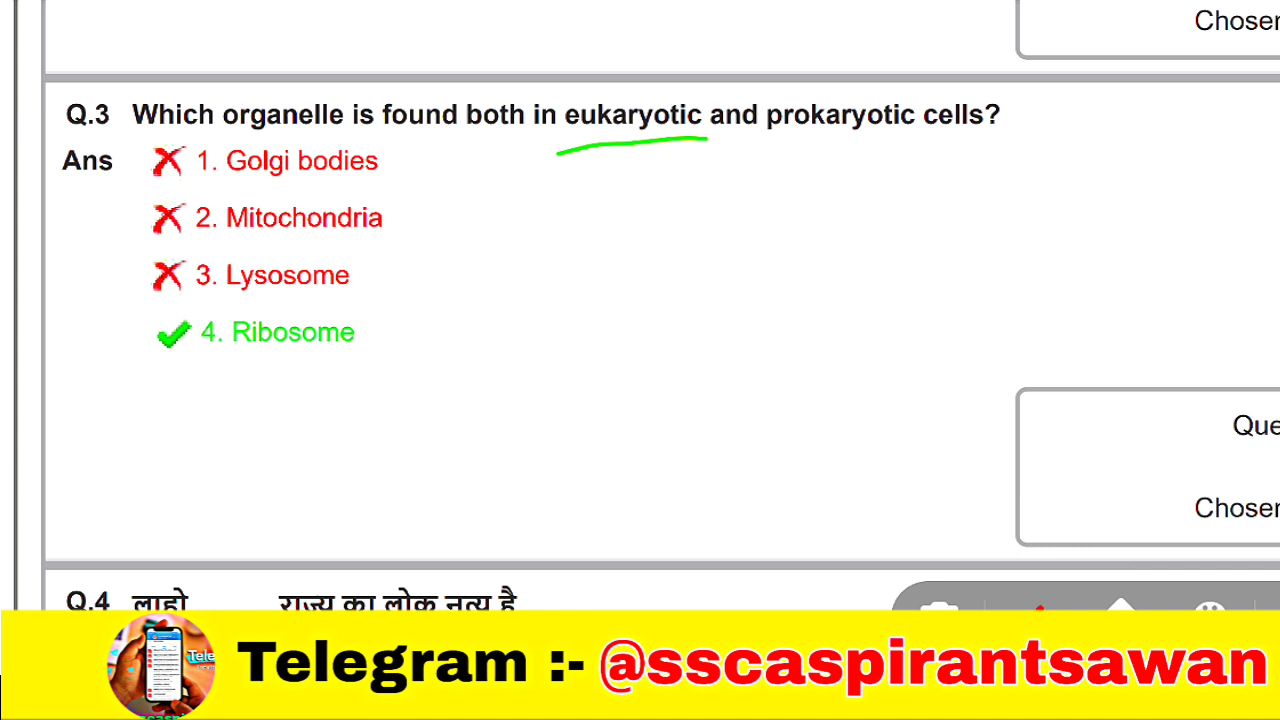 Chosen
Q.3 Which organelle is found both in eukaryotic and prokaryotic cells?
Ans 1. Golgi bodies
2. Mitochondria
3. Lysosome
4. Ribosome
Que
Chosen
Q.4 लाहो राज्य का लोक नृत्य है
Telegram :- @sscaspirantsawan
Tele